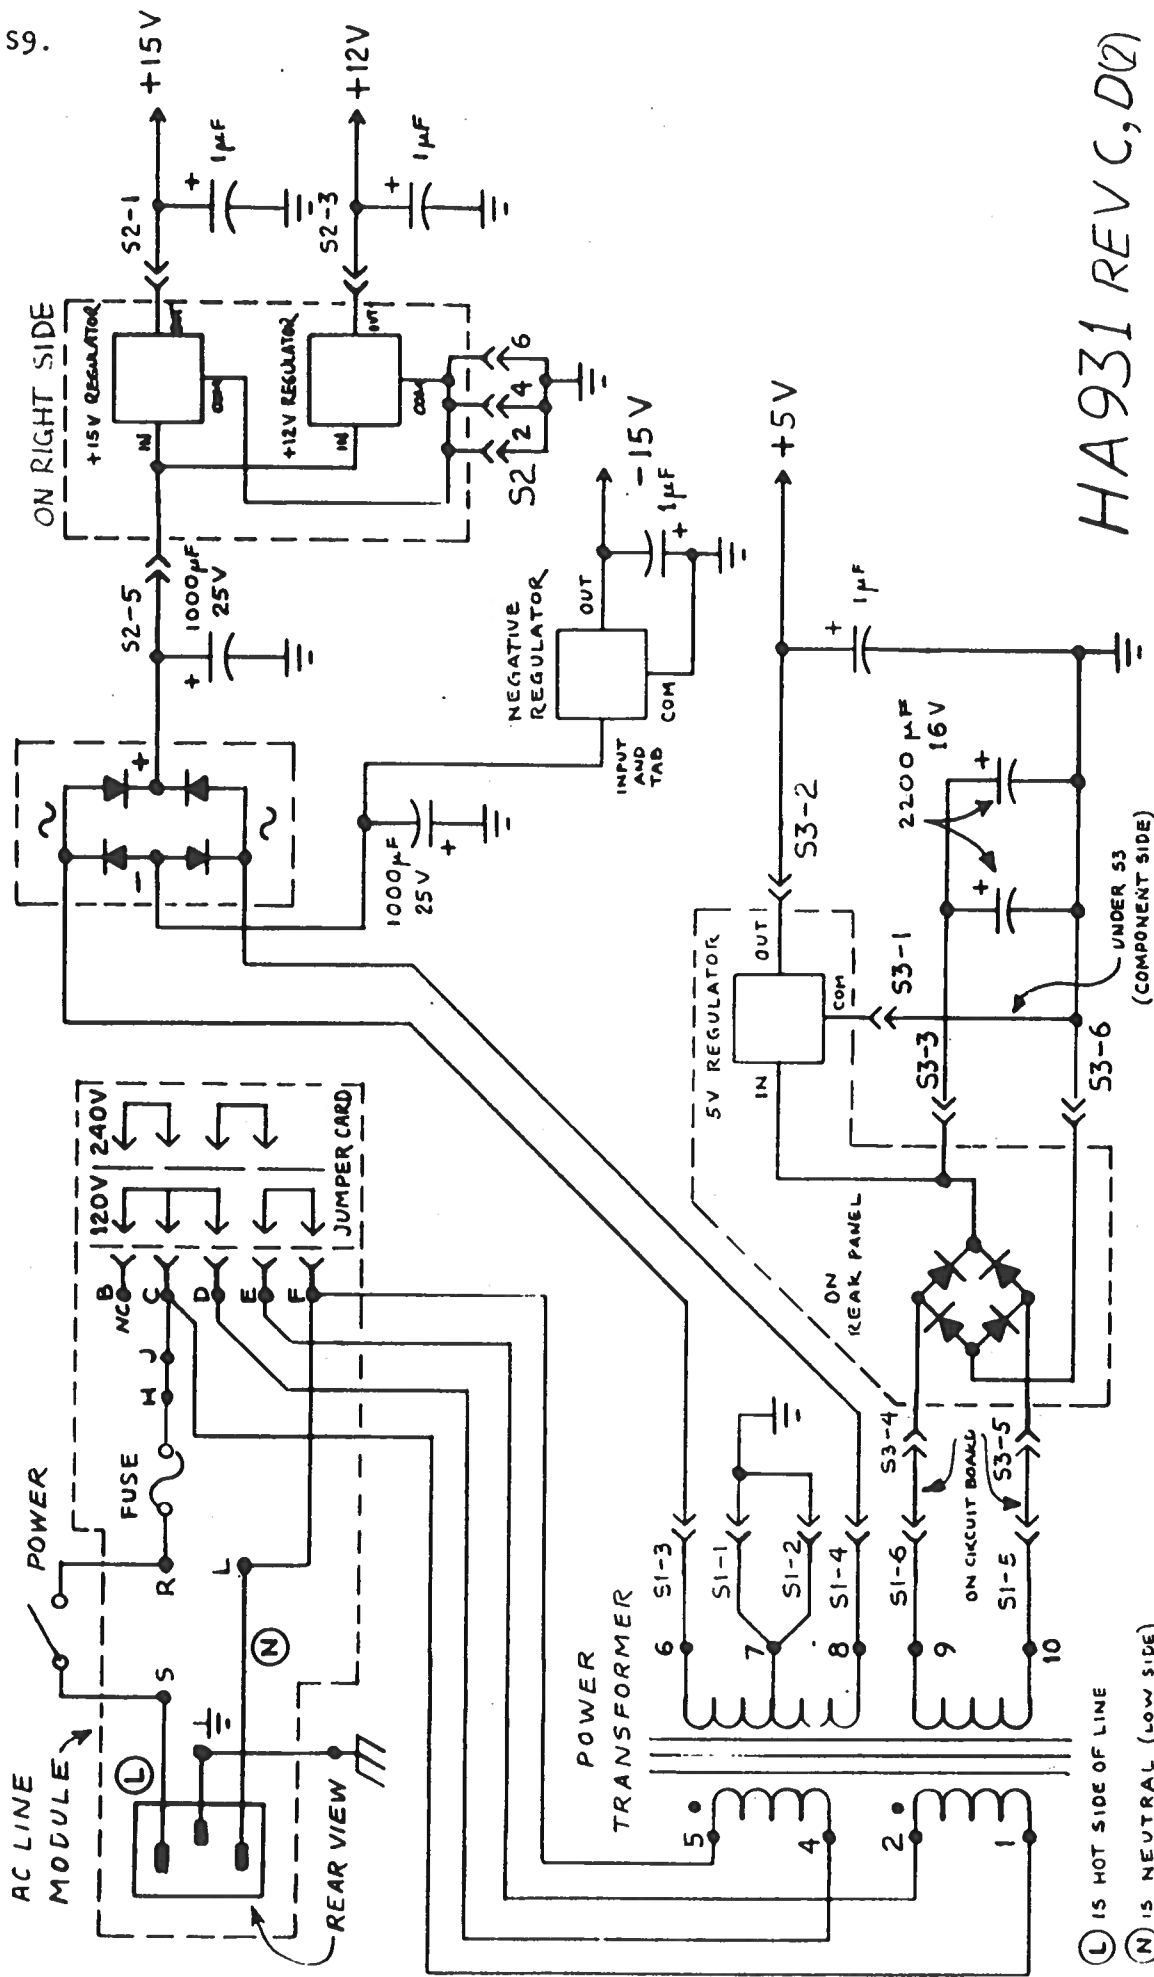 S9.
AC LINE
MODULE
POWER
L
S
N
R
L
FUSE
H
J
NC
B
C
D
E
F
120V
240V
JUMPER CARD
REAR VIEW
POWER
TRANSFORMER
5
4
2
1
6
7
8
9
10
S1-3
S1-1
S1-2
S1-4
S1-6
S1-5
ON CIRCUIT BOARD
S3-4
S3-5
ON
REAR PANEL
5V REGULATOR
IN
OUT
COM
S3-1
S3-2
S3-3
S3-6
UNDER S3
(COMPONENT SIDE)
2200µF
16V
+
+
+
1µF
+5V
~
~
+
-
1000µF
25V
+
1000µF
25V
+
S2-5
NEGATIVE
REGULATOR
INPUT
AND
TAB
COM
OUT
-15V
1µF
+
ON RIGHT SIDE
+15V REGULATOR
IN
COM
+12V REGULATOR
IN
OUT
COM
S2
2
4
6
S2-1
+
1µF
+15V
S2-3
+
1µF
+12V
L IS HOT SIDE OF LINE
N IS NEUTRAL (LOW SIDE)
HA931 REV C, D(2)